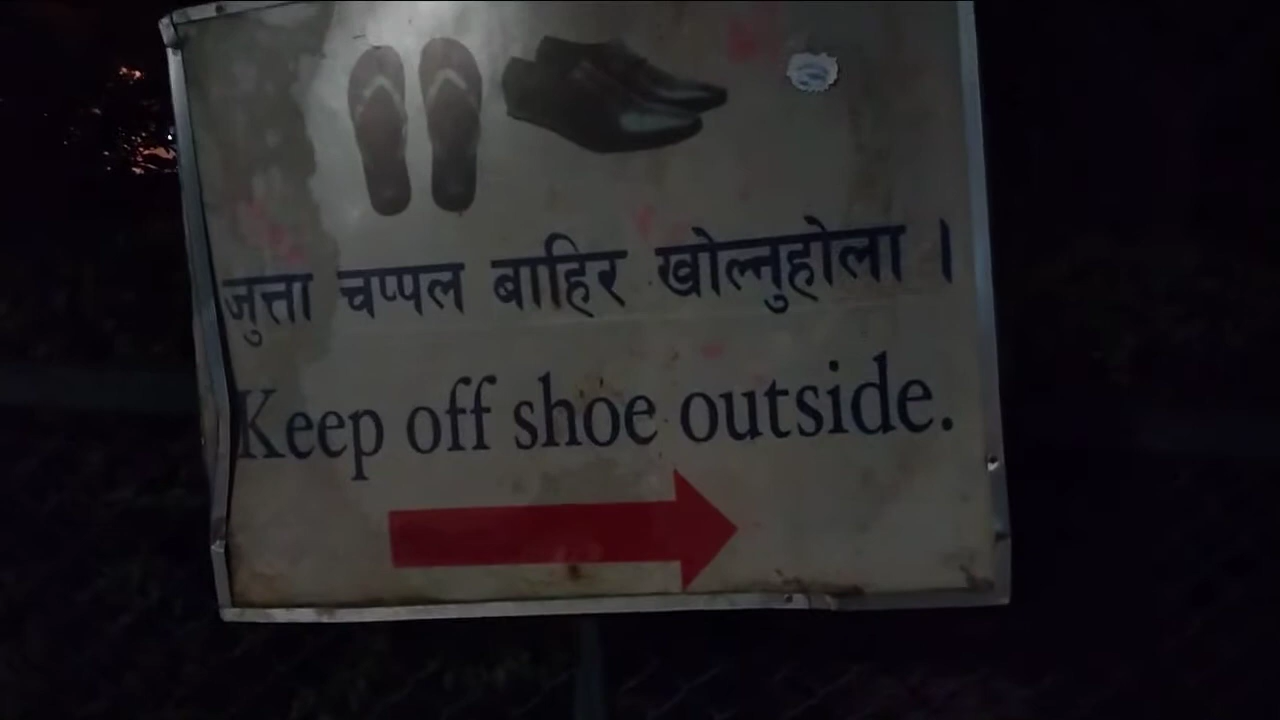 जुत्ता चप्पल बाहिर खोल्नुहोला ।
Keep off shoe outside.